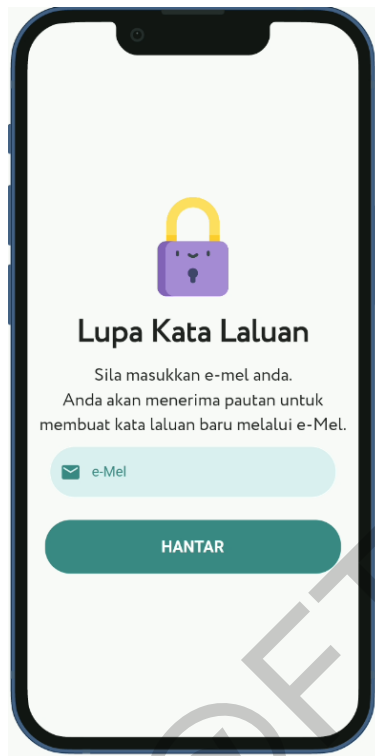 Lupa Kata Laluan
Sila masukkan e-mel anda.
Anda akan menerima pautan untuk
membuat kata laluan baru melalui e-Mel.
e-Mel
HANTAR